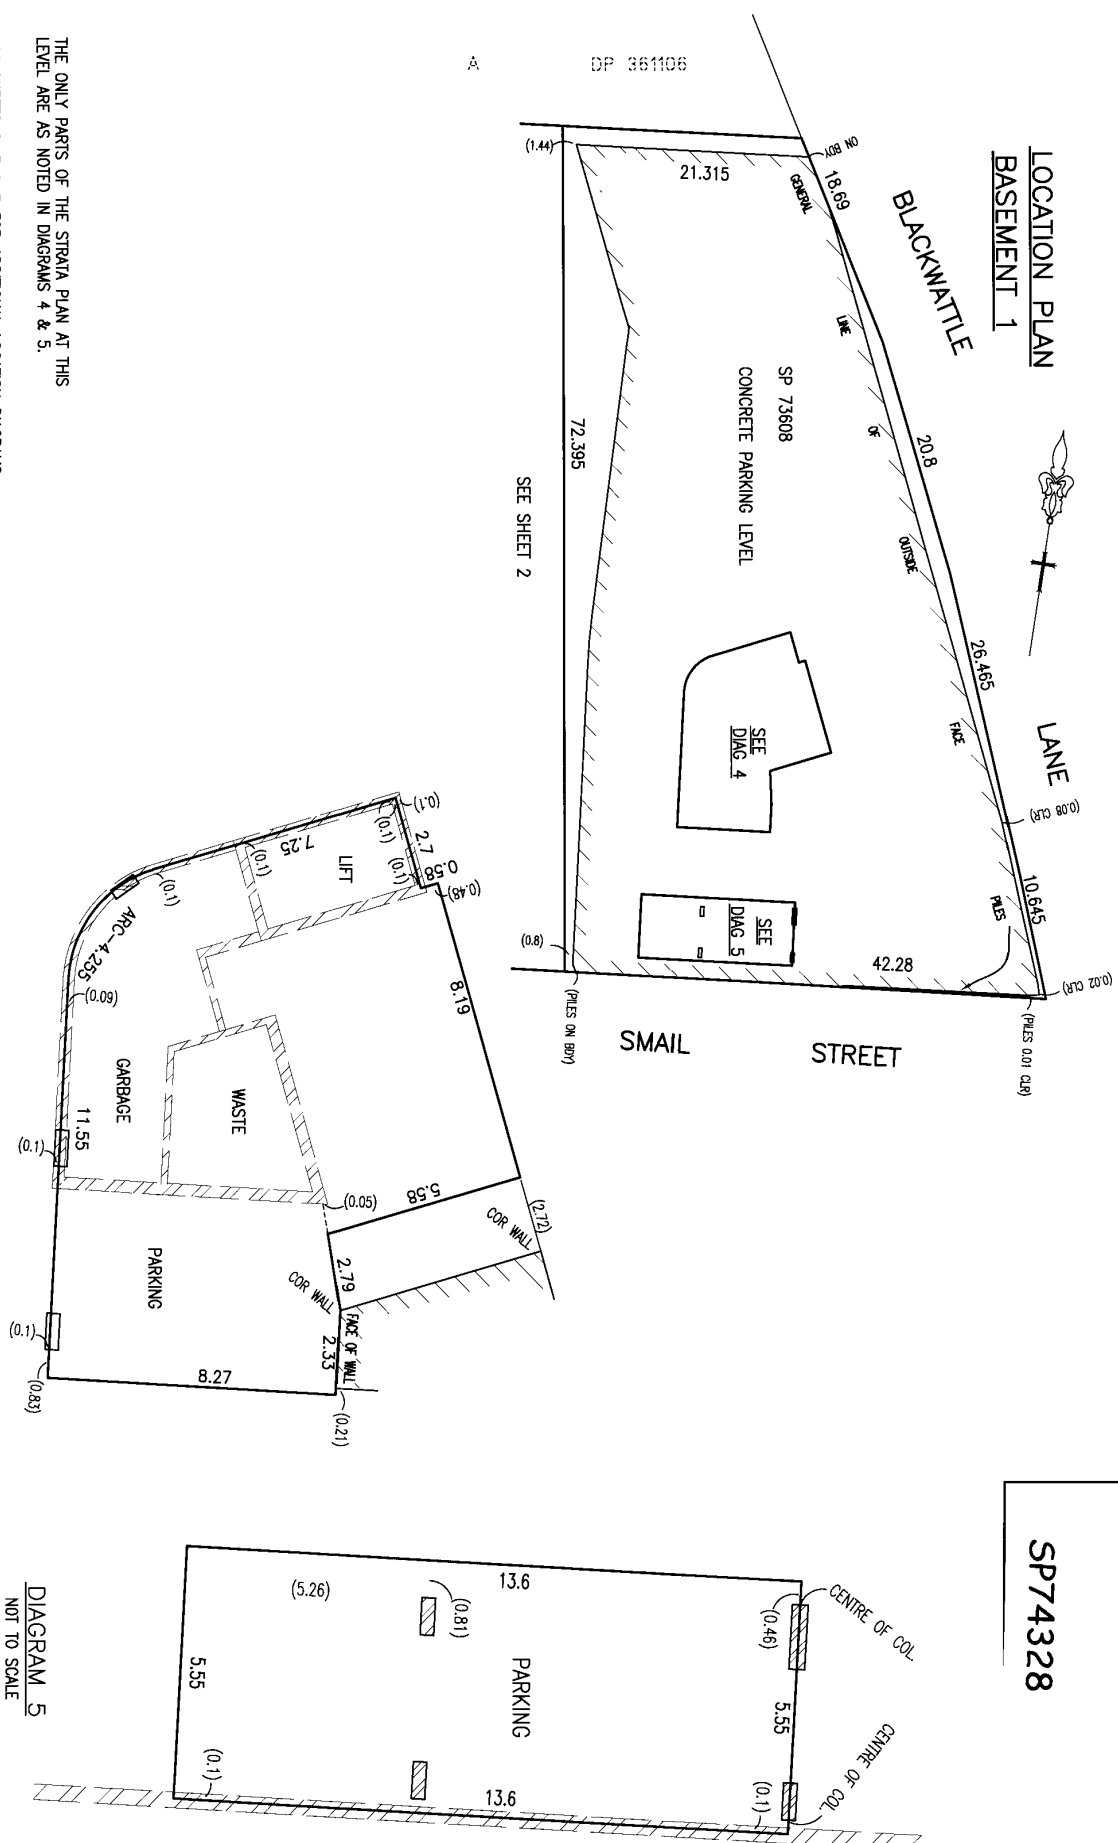 LOCATION PLAN
BASEMENT 1
SP74328
BLACKWATTLE
LANE
A
DP 361106
ON BDY
18.69
20.8
26.465
(0.08 CLR)
10.645
(0.02 CLR)
(PILES 0.01 CLR)
GENERAL
LINE
OF
OUTSIDE
FACE
PILES
(1.44)
21.315
SP 73608
CONCRETE PARKING LEVEL
72.395
SEE SHEET 2
SEE
DIAG 4
SEE
DIAG 5
42.28
(0.8)
(PILES ON BDY)
SMAIL STREET
(0.1)
(0.1)
2.7
(0.1)
0.58
(0.48)
7.25
LIFT
(0.1)
(0.1)
ARC-4.255
(0.09)
8.19
GARBAGE
WASTE
11.55
(0.1)
(0.05)
5.58
(2.72)
COR WALL
2.79
COR WALL
FACE OF WALL
2.33
PARKING
(0.1)
(0.83)
8.27
(0.21)
13.6
(5.26)
(0.81)
(0.46)
CENTRE OF COL.
PARKING
5.55
5.55
CENTRE OF COL.
(0.1)
13.6
(0.1)
DIAGRAM 5
NOT TO SCALE
THE ONLY PARTS OF THE STRATA PLAN AT THIS
LEVEL ARE AS NOTED IN DIAGRAMS 4 & 5.